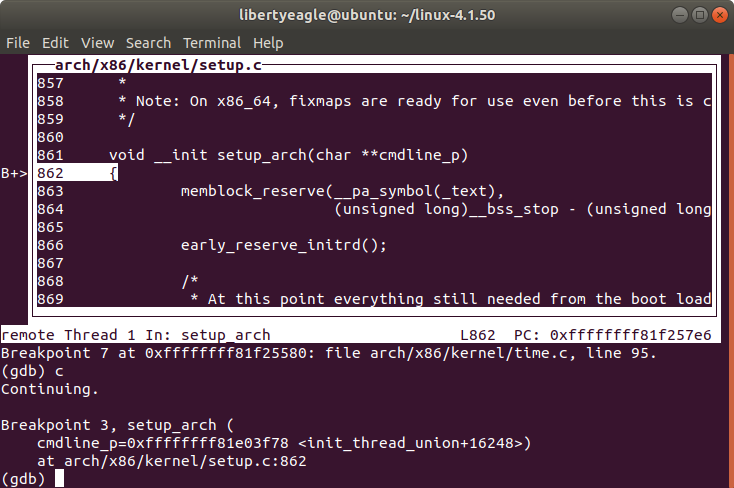 libertyeagle@ubuntu: ~/linux-4.1.50
File Edit View Search Terminal Help
arch/x86/kernel/setup.c
857 *
858 * Note: On x86_64, fixmaps are ready for use even before this is c
859 */
860
861 void __init setup_arch(char **cmdline_p)
B+> 862 {
863 memblock_reserve(__pa_symbol(_text),
864 (unsigned long)__bss_stop - (unsigned long
865
866 early_reserve_initrd();
867
868 /*
869 * At this point everything still needed from the boot load
remote Thread 1 In: setup_arch L862 PC: 0xffffffff81f257e6
Breakpoint 7 at 0xffffffff81f25580: file arch/x86/kernel/time.c, line 95.
(gdb) c
Continuing.
Breakpoint 3, setup_arch (
cmdline_p=0xffffffff81e03f78 <init_thread_union+16248>)
at arch/x86/kernel/setup.c:862
(gdb)